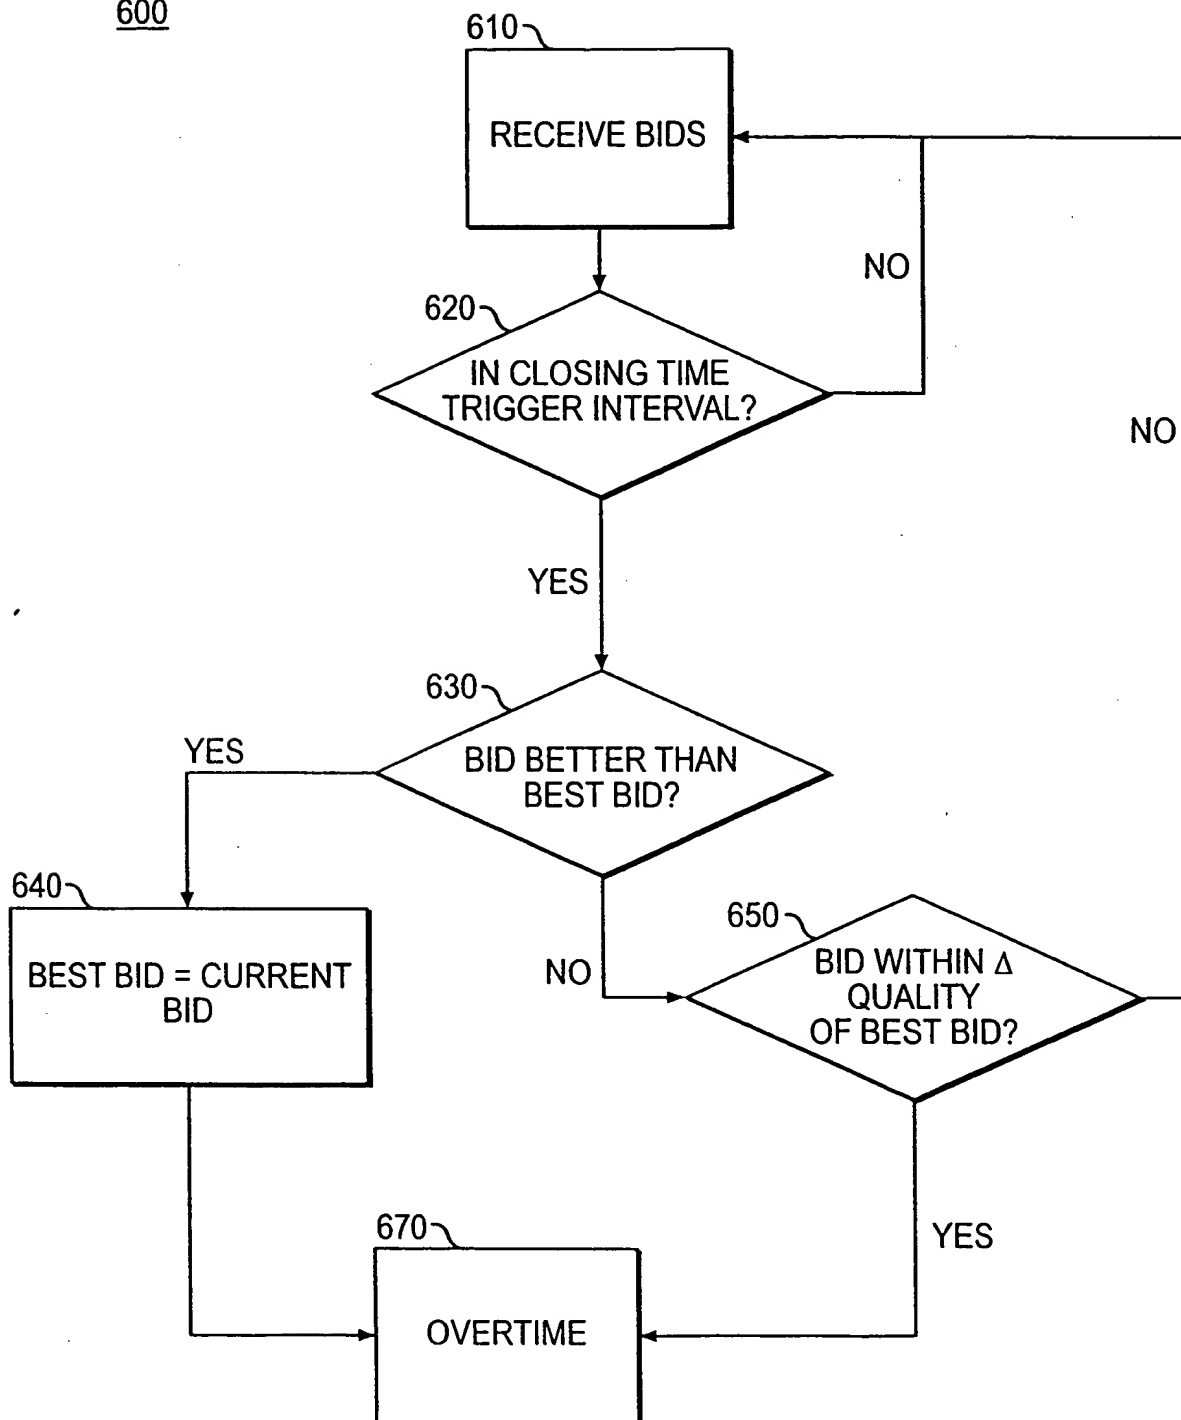 600
610
RECEIVE BIDS
NO
620
IN CLOSING TIME
TRIGGER INTERVAL?
NO
YES
630
YES
BID BETTER THAN
BEST BID?
640
650
BEST BID = CURRENT
BID
NO
BID WITHIN Δ
QUALITY
OF BEST BID?
670
YES
OVERTIME